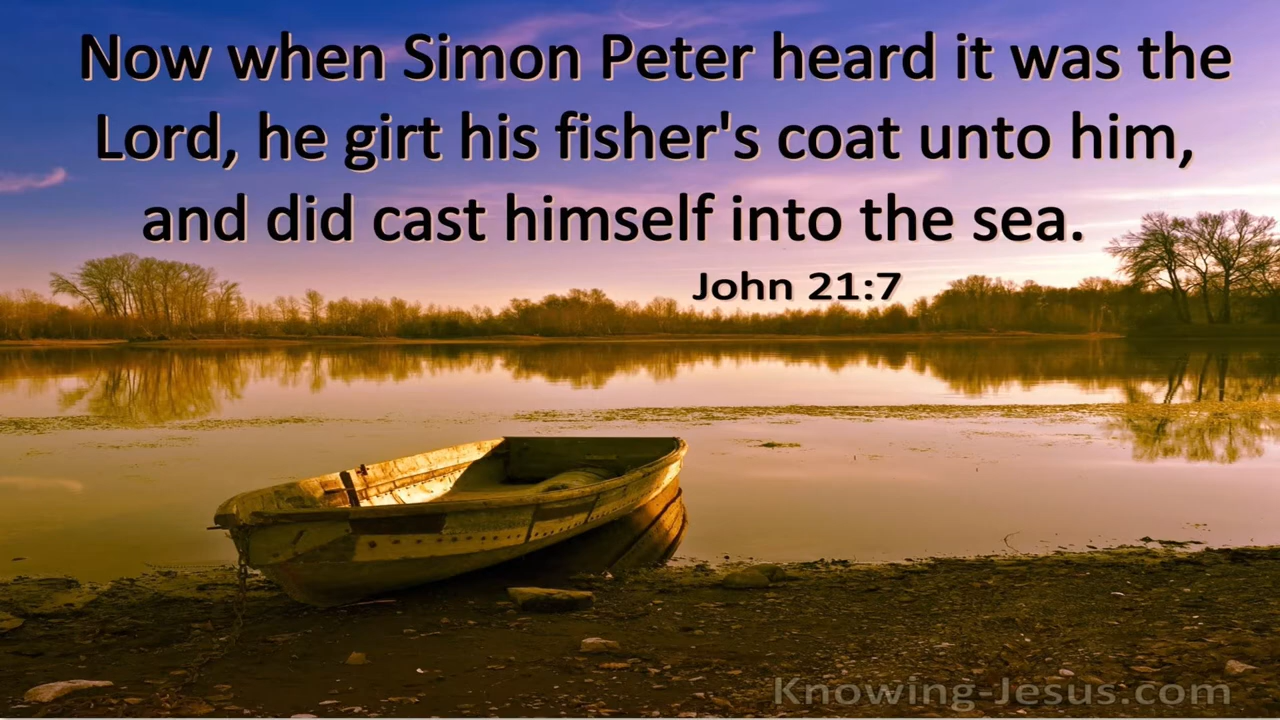 Now when Simon Peter heard it was the
Lord, he girt his fisher's coat unto him,
and did cast himself into the sea.
John 21:7
Knowing-Jesus.com